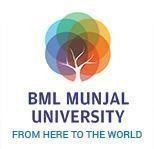 BML MUNJAL
UNIVERSITY
FROM HERE TO THE WORLD